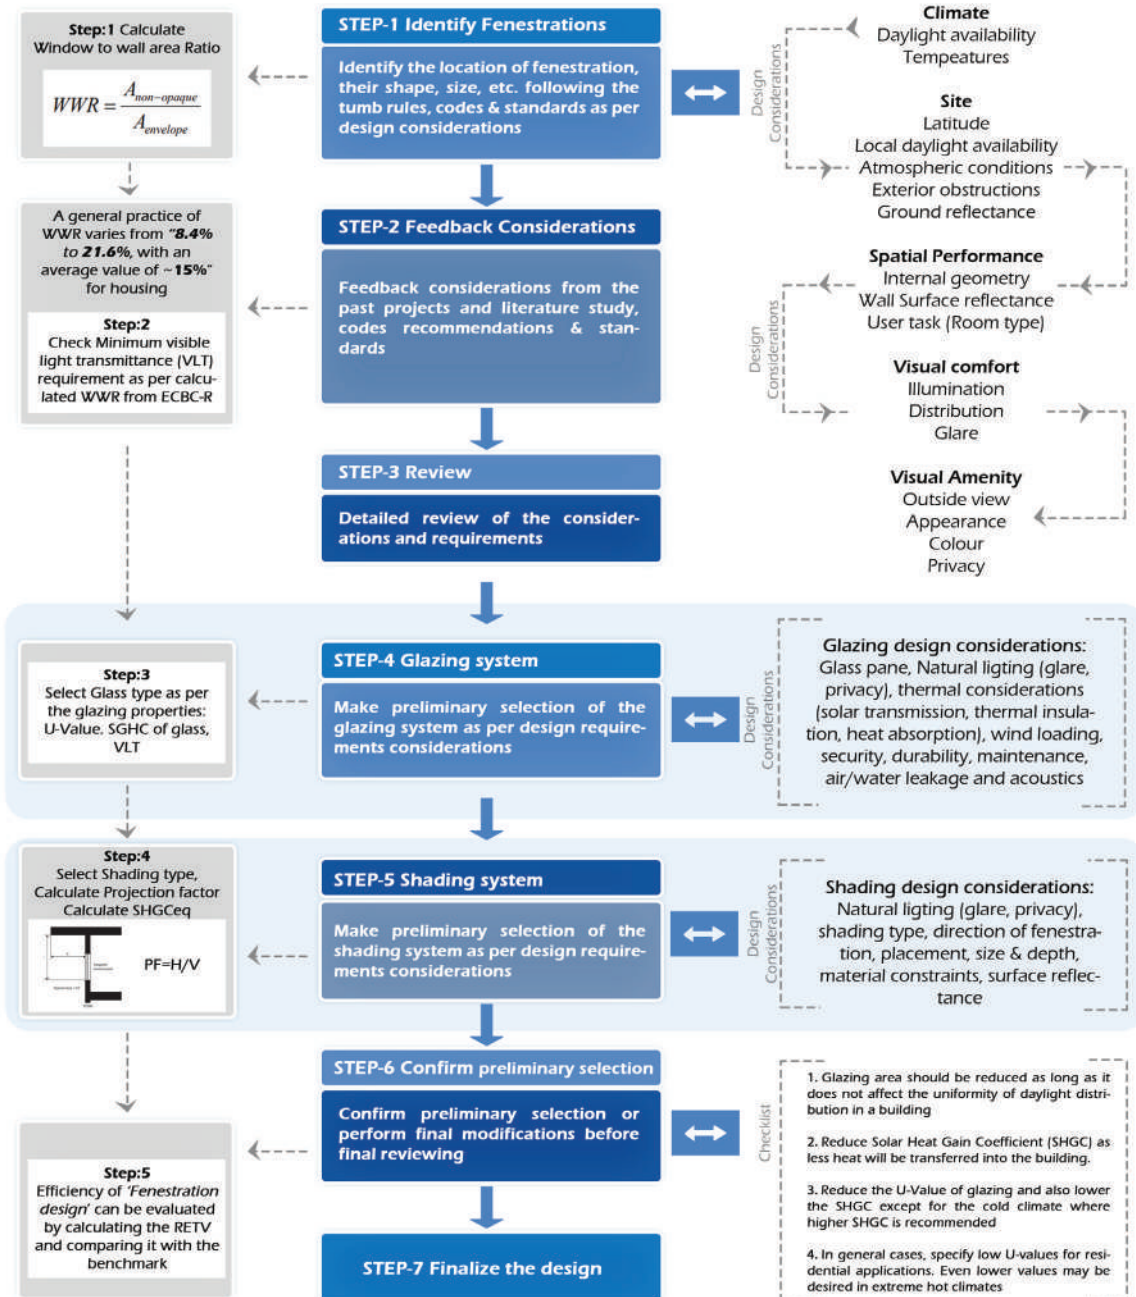 Step:1 Calculate
Window to wall area Ratio
WWR = A non-opaque / A envelope
A general practice of
WWR varies from "8.4%
to 21.6%, with an
average value of ~15%"
for housing
Step:2
Check Minimum visible
light transmittance (VLT)
requirement as per calcu-
lated WWR from ECBC-R
Step:3
Select Glass type as per
the glazing properties:
U-Value. SGHC of glass,
VLT
Step:4
Select Shading type,
Calculate Projection factor
Calculate SHGCeq
PF=H/V
Step:5
Efficiency of 'Fenestration
design' can be evaluated
by calculating the RETV
and comparing it with the
benchmark
STEP-1 Identify Fenestrations
Identify the location of fenestration,
their shape, size, etc. following the
tumb rules, codes & standards as per
design considerations
STEP-2 Feedback Considerations
Feedback considerations from the
past projects and literature study,
codes recommendations & stan-
dards
STEP-3 Review
Detailed review of the consider-
ations and requirements
STEP-4 Glazing system
Make preliminary selection of the
glazing system as per design require-
ments considerations
STEP-5 Shading system
Make preliminary selection of the
shading system as per design require-
ments considerations
STEP-6 Confirm preliminary selection
Confirm preliminary selection or
perform final modifications before
final reviewing
STEP-7 Finalize the design
Design
Considerations
Climate
Daylight availability
Tempeatures
Site
Latitude
Local daylight availability
Atmospheric conditions
Exterior obstructions
Ground reflectance
Design
Considerations
Spatial Performance
Internal geometry
Wall Surface reflectance
User task (Room type)
Visual comfort
Illumination
Distribution
Glare
Visual Amenity
Outside view
Appearance
Colour
Privacy
Design
Considerations
Glazing design considerations:
Glass pane, Natural ligting (glare,
privacy), thermal considerations
(solar transmission, thermal insula-
tion, heat absorption), wind loading,
security, durability, maintenance,
air/water leakage and acoustics
Design
Considerations
Shading design considerations:
Natural ligting (glare, privacy),
shading type, direction of fenestra-
tion, placement, size & depth,
material constraints, surface reflec-
tance
Checklist
1. Glazing area should be reduced as long as it
does not affect the uniformity of daylight distri-
bution in a building
2. Reduce Solar Heat Gain Coefficient (SHGC) as
less heat will be transferred into the building.
3. Reduce the U-Value of glazing and also lower
the SHGC except for the cold climate where
higher SHGC is recommended
4. In general cases, specify low U-values for resi-
dential applications. Even lower values may be
desired in extreme hot climates